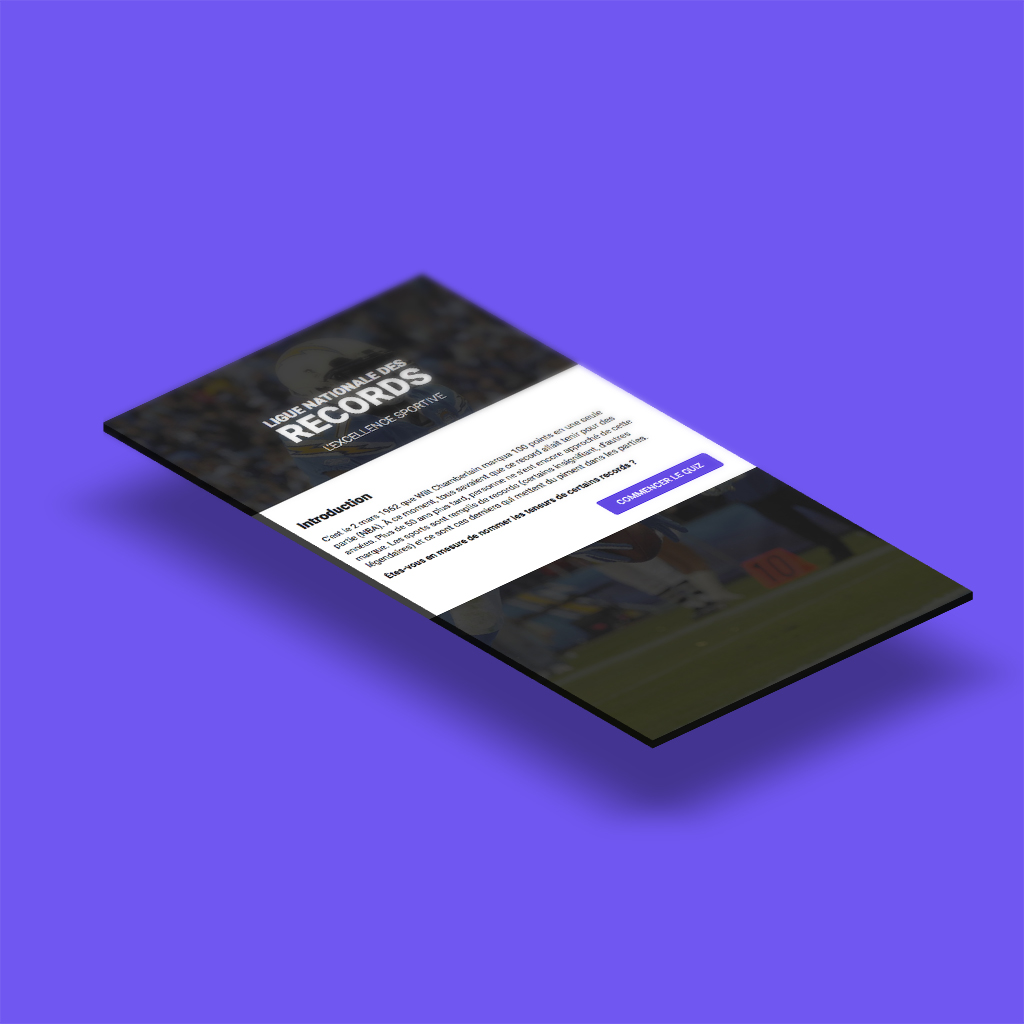 LIGUE NATIONALE DES
RECORDS
L'EXCELLENCE SPORTIVE
Introduction
C'est le 2 mars 1962 que Wilt Chamberlain marqua 100 points en une seule
partie (NBA). À ce moment, tous savaient que ce record allait tenir pour des
années. Plus de 50 ans plus tard, personne ne s'ent encore approché de cette
marque. Les sports sont remplis de records (certains insignifiant, d'autres
légendaires) et ce sont ces derniers qui mettent du piment dans les parties.
Êtes-vous en mesure de nommer les teneurs de certains records ?
COMMENCER LE QUIZ
10